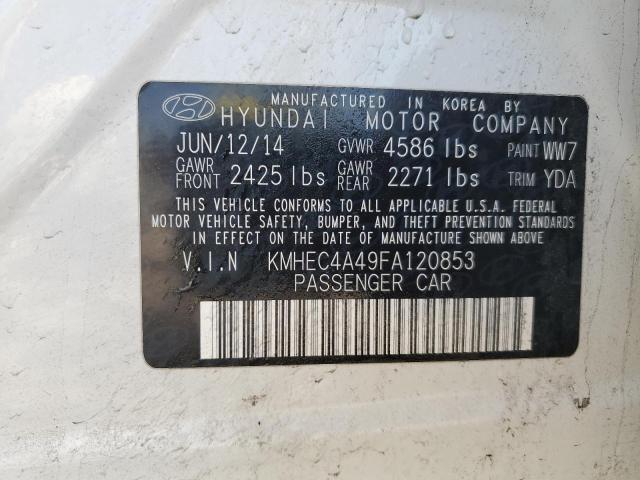 MANUFACTURED IN KOREA BY
HYUNDAI MOTOR COMPANY
JUN/12/14 GVWR 4586 lbs PAINT WW7
GAWR FRONT 2425 lbs GAWR REAR 2271 lbs TRIM YDA
THIS VEHICLE CONFORMS TO ALL APPLICABLE U.S.A. FEDERAL
MOTOR VEHICLE SAFETY, BUMPER, AND THEFT PREVENTION STANDARDS
IN EFFECT ON THE DATE OF MANUFACTURE SHOWN ABOVE
V.I.N KMHEC4A49FA120853
PASSENGER CAR